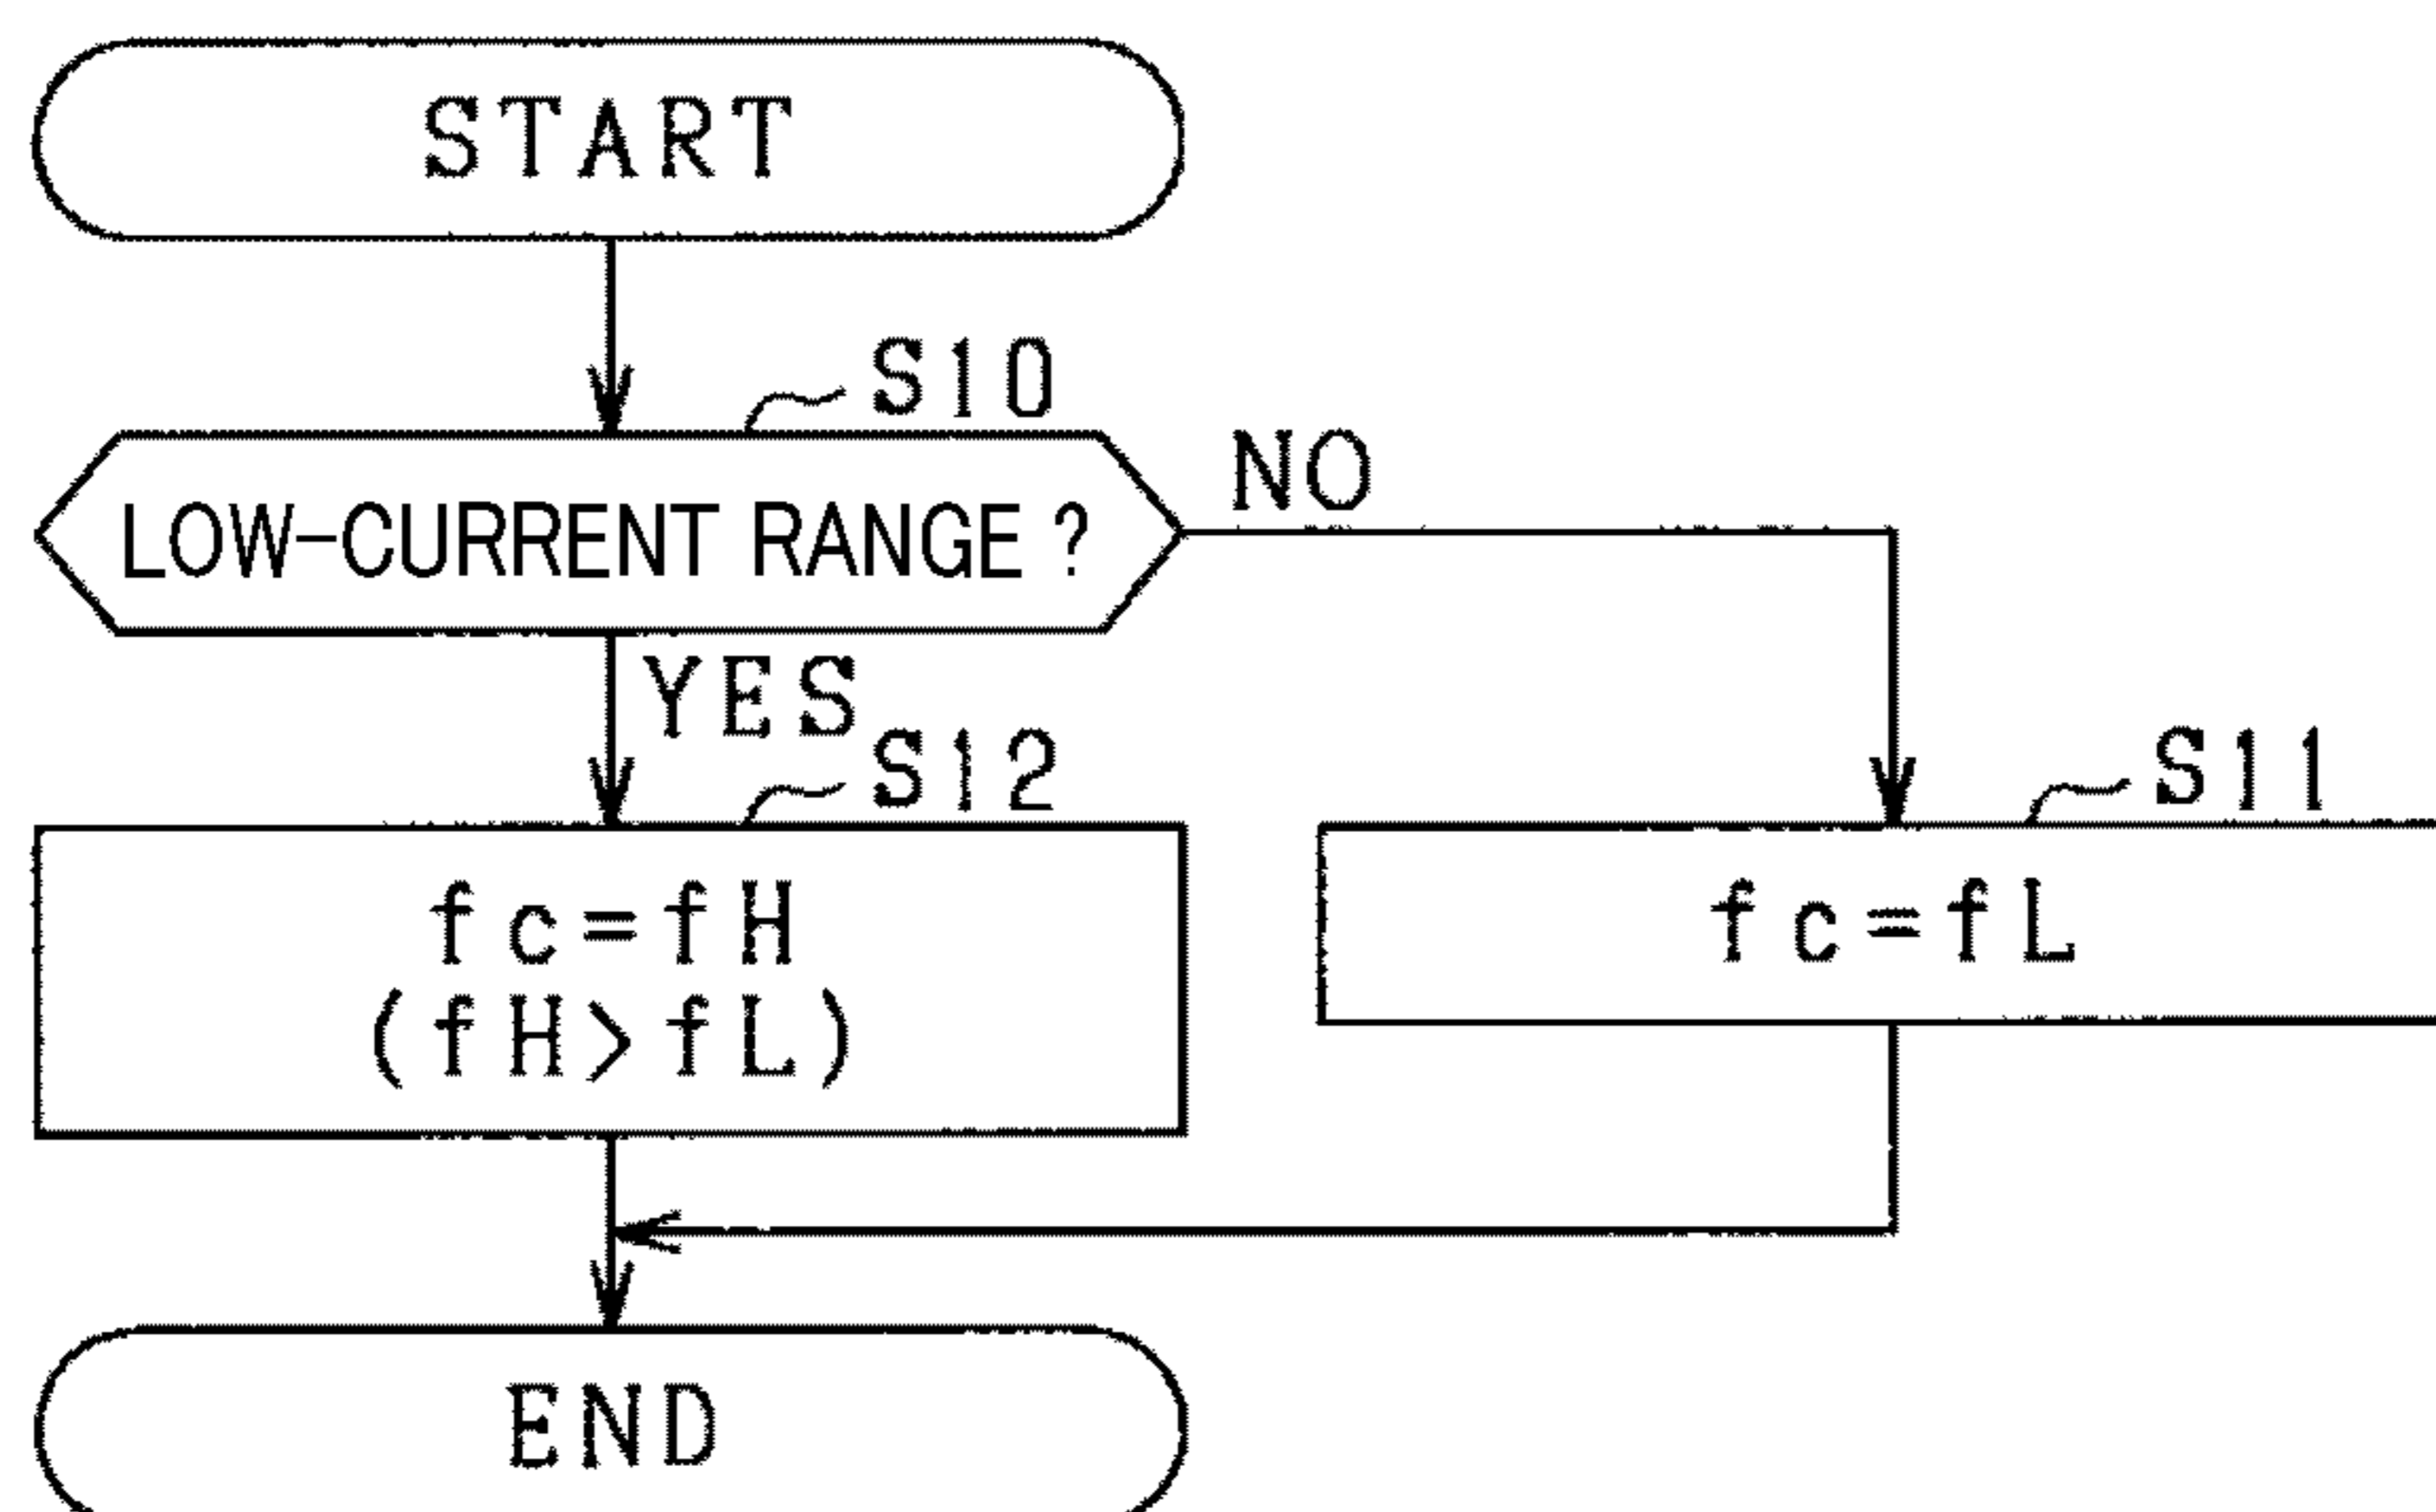 START
S10
LOW-CURRENT RANGE ?
NO
YES
S12
S11
fc=fH
(fH>fL)
fc=fL
END